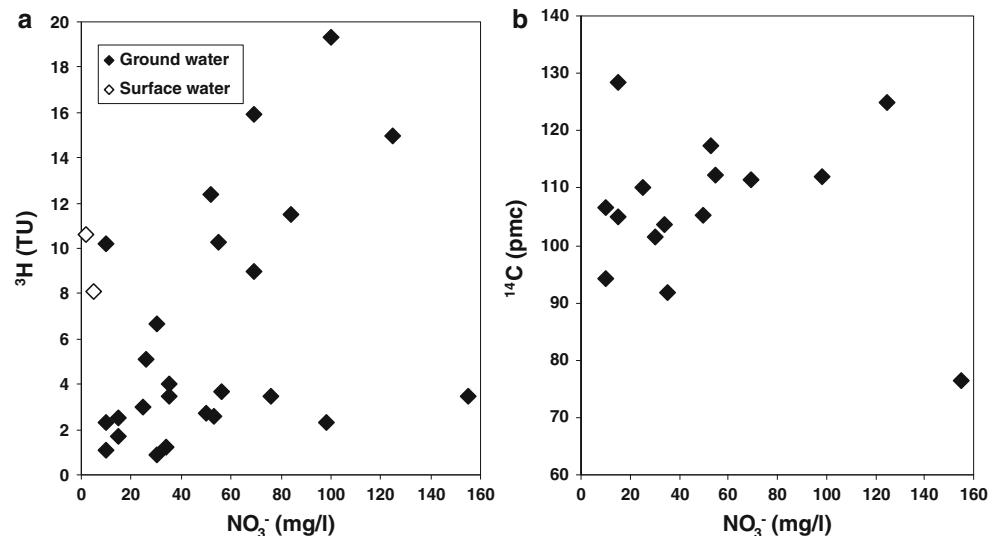 a
20
18
16
14
12
10
8
6
4
2
0
³H (TU)
Ground water
Surface water
0 20 40 60 80 100 120 140 160
NO₃⁻ (mg/l)
b
140
130
120
110
100
90
80
70
60
¹⁴C (pmc)
0 20 40 60 80 100 120 140 160
NO₃⁻ (mg/l)